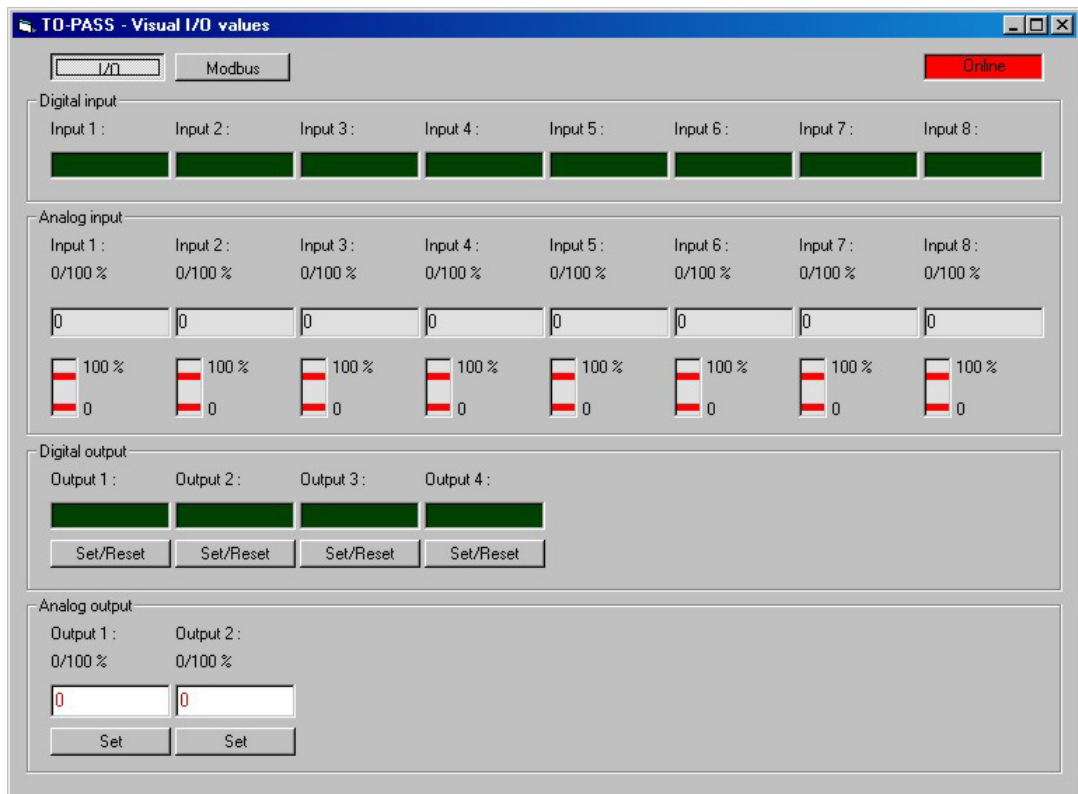 TO-PASS - Visual I/O values
I/O Modbus Online
Digital input
Input 1 : Input 2 : Input 3 : Input 4 : Input 5 : Input 6 : Input 7 : Input 8 :
Analog input
Input 1 : Input 2 : Input 3 : Input 4 : Input 5 : Input 6 : Input 7 : Input 8 :
0/100 % 0/100 % 0/100 % 0/100 % 0/100 % 0/100 % 0/100 % 0/100 %
0 0 0 0 0 0 0 0
100 % 100 % 100 % 100 % 100 % 100 % 100 % 100 %
0 0 0 0 0 0 0 0
Digital output
Output 1 : Output 2 : Output 3 : Output 4 :
Set/Reset Set/Reset Set/Reset Set/Reset
Analog output
Output 1 : Output 2 :
0/100 % 0/100 %
0 0
Set Set